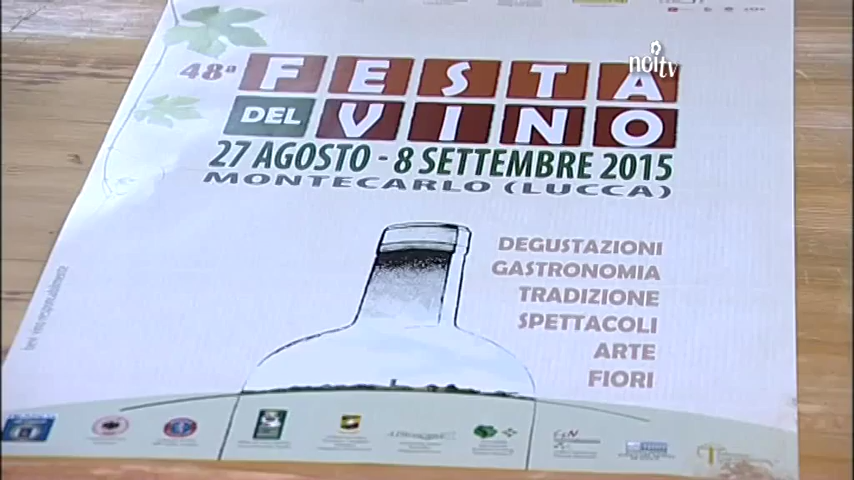 noitv
48ª FESTA
DEL VINO
27 AGOSTO - 8 SETTEMBRE 2015
MONTECARLO (LUCCA)
DEGUSTAZIONI
GASTRONOMIA
TRADIZIONE
SPETTACOLI
ARTE
FIORI